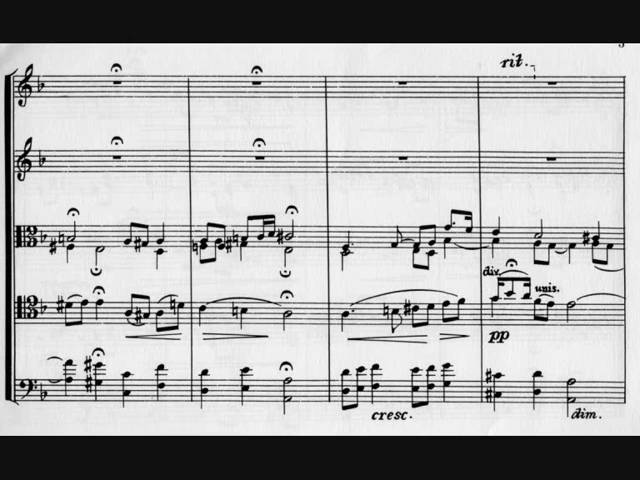 rit.
div.
unis.
pp
cresc.
dim.